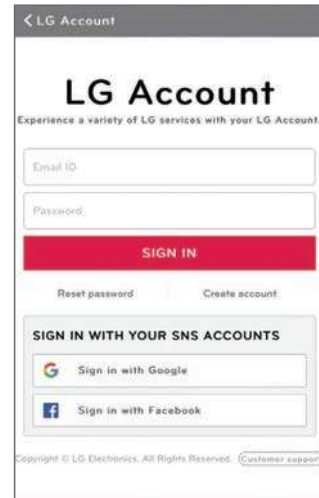 LG Account
LG Account
Experience a variety of LG services with your LG Account.
Email ID
Password
SIGN IN
Reset password
Create account
SIGN IN WITH YOUR SNS ACCOUNTS
Sign in with Google
Sign in with Facebook
Copyright © LG Electronics. All Rights Reserved. Customer support